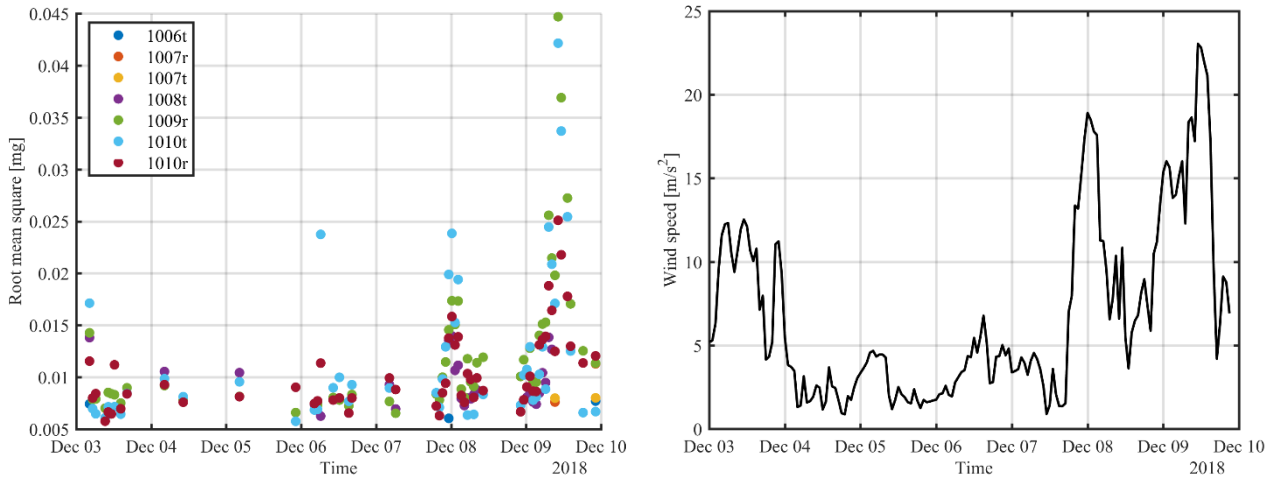 0.045
0.04
0.035
0.03
0.025
0.02
0.015
0.01
0.005
Root mean square [mg]
1006t
1007r
1007t
1008t
1009r
1010t
1010r
Dec 03 Dec 04 Dec 05 Dec 06 Dec 07 Dec 08 Dec 09 Dec 10
Time
2018
25
20
15
10
5
0
Wind speed [m/s²]
Dec 03 Dec 04 Dec 05 Dec 06 Dec 07 Dec 08 Dec 09 Dec 10
Time
2018